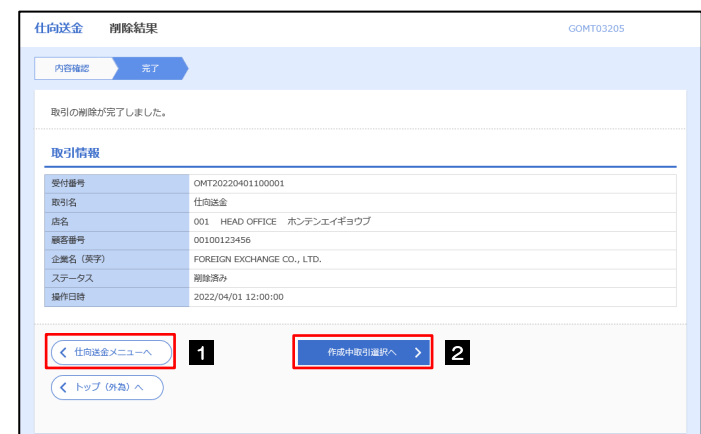 仕向送金 削除結果 GOMT03205
内容確認 完了
取引の削除が完了しました。
取引情報
受付番号 OMT20220401100001
取引名 仕向送金
店名 001 HEAD OFFICE ホンテンエイギョウブ
顧客番号 00100123456
企業名（英字） FOREIGN EXCHANGE CO., LTD.
ステータス 削除済み
操作日時 2022/04/01 12:00:00
仕向送金メニューへ 1 作成中取引選択へ 2
トップ（外為）へ